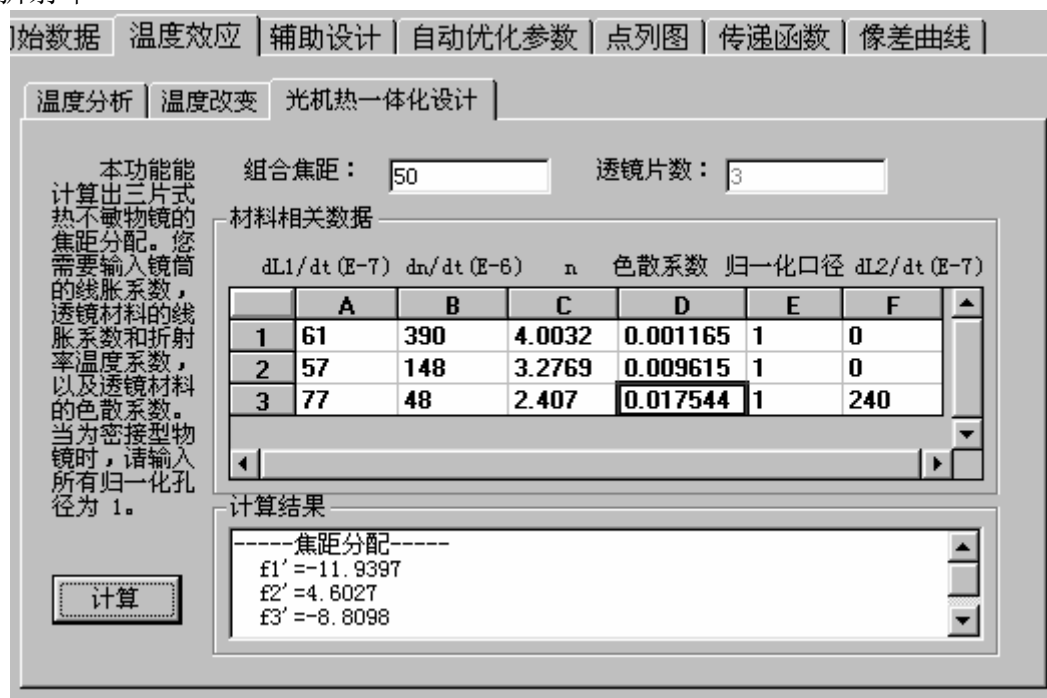 始数据 温度效应 辅助设计 自动优化参数 点列图 传递函数 像差曲线
温度分析 温度改变 光机热一体化设计
本功能能
计算出三片式
热不敏物镜的
焦距分配。您
需要输入镜筒
的线胀系数，
透镜材料的线
胀系数和折射
率温度系数，
以及透镜材料
的色散系数。
当为密接型物
镜时，请输入
所有归一化孔
径为 1。
计算
组合焦距： 50 透镜片数： 3
材料相关数据
dL1/dt(E-7) dn/dt(E-6) n 色散系数 归一化口径 dL2/dt(E-7)
A B C D E F
1 61 390 4.0032 0.001165 1 0
2 57 148 3.2769 0.009615 1 0
3 77 48 2.407 0.017544 1 240
计算结果
-----焦距分配-----
f1'=-11.9397
f2'=4.6027
f3'=-8.8098